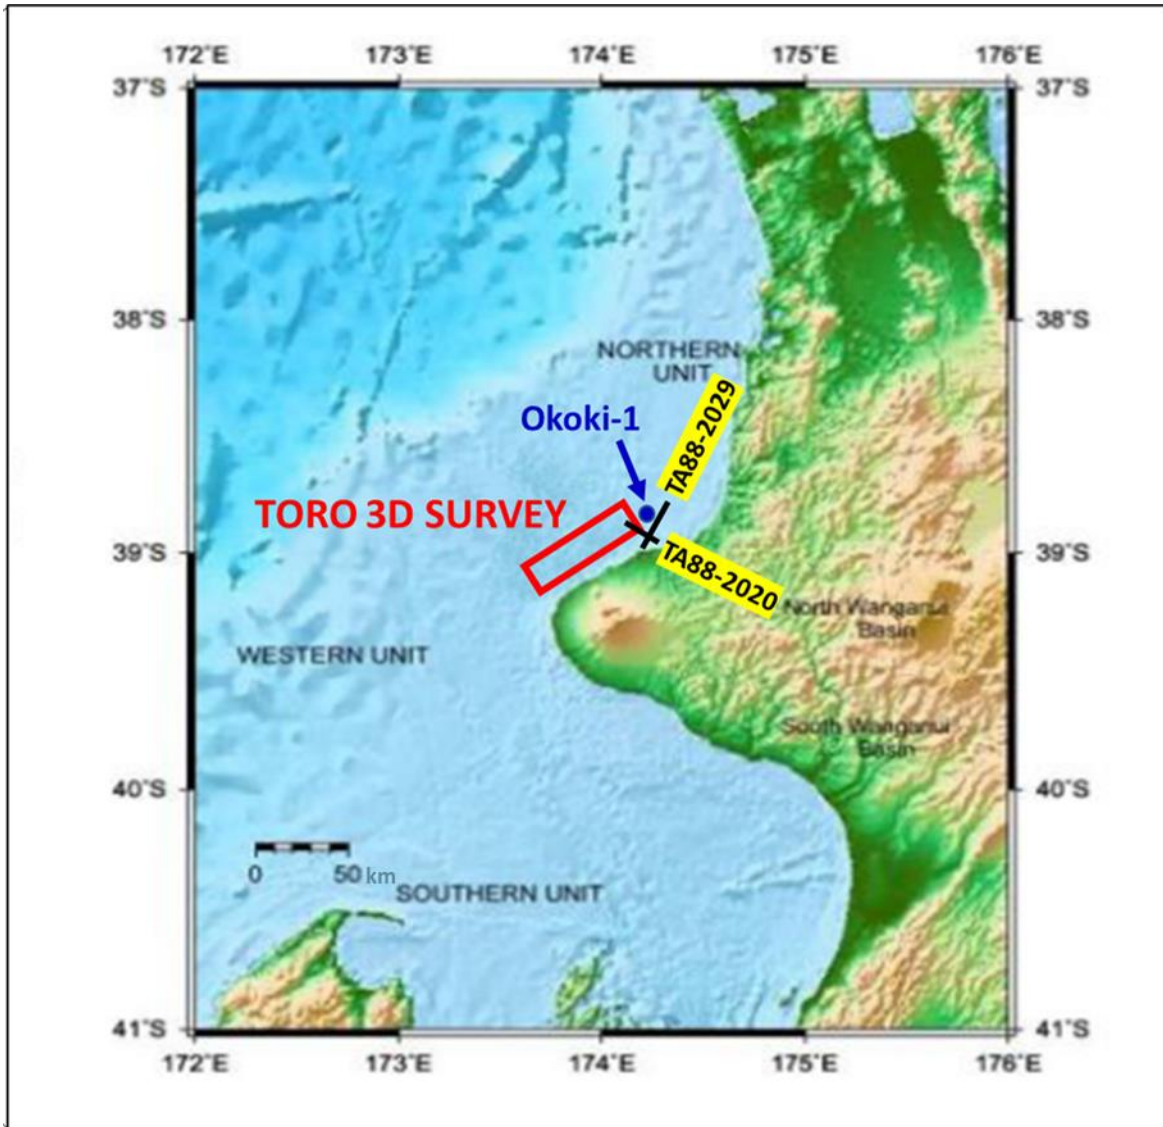 172˚E 173˚E 174˚E 175˚E 176˚E
37˚S 37˚S
38˚S 38˚S
NORTHERN
UNIT
TA88-2029
Okoki-1
TORO 3D SURVEY
39˚S 39˚S
TA88-2020
North Wanganui
Basin
WESTERN UNIT
South Wanganui
Basin
40˚S 40˚S
0 50 km
SOUTHERN UNIT
41˚S 41˚S
172˚E 173˚E 174˚E 175˚E 176˚E